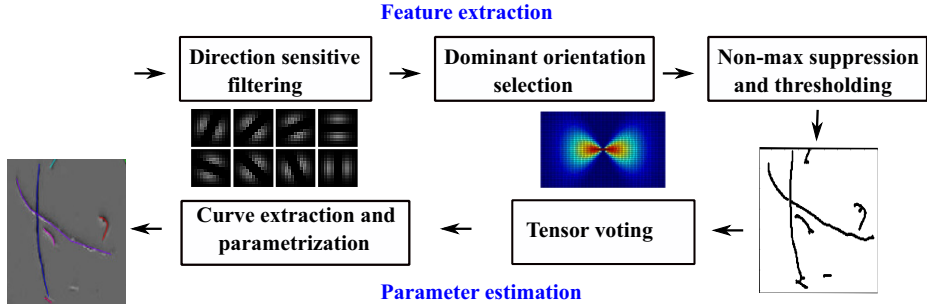 Feature extraction
Direction sensitive
filtering
Dominant orientation
selection
Non-max suppression
and thresholding
Curve extraction and
parametrization
Tensor voting
Parameter estimation